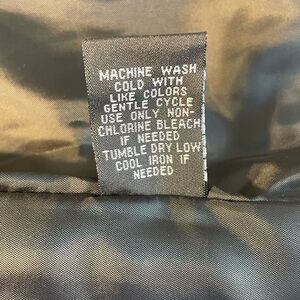 MACHINE WASH
COLD WITH
LIKE COLORS
GENTLE CYCLE
USE ONLY NON-
CHLORINE BLEACH
IF NEEDED
TUMBLE DRY LOW
COOL IRON IF
NEEDED